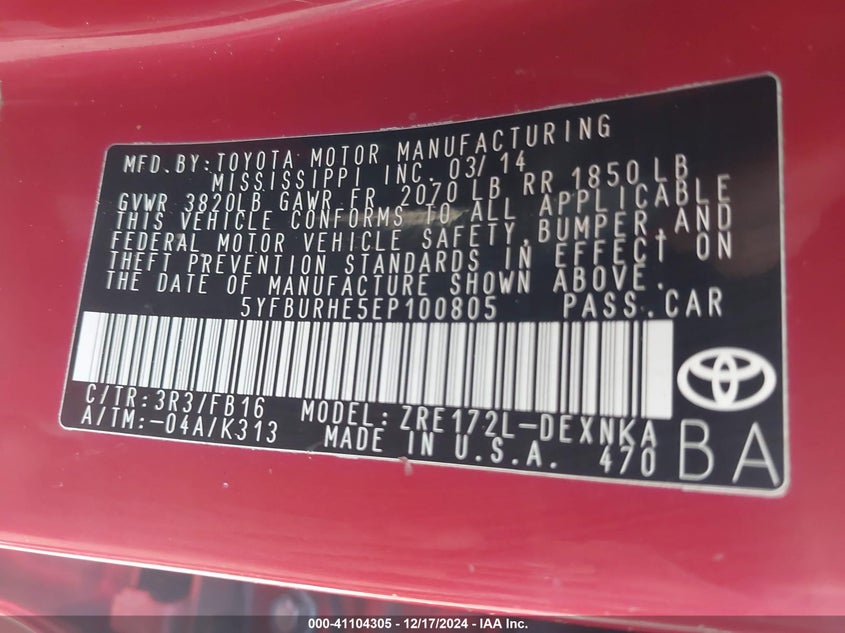 MFD.BY:TOYOTA MOTOR MANUFACTURING
MISSISSIPPI INC. 03/14
GVWR 3820LB GAWR FR 2070 LB RR 1850 LB
THIS VEHICLE CONFORMS TO ALL APPLICABLE
FEDERAL MOTOR VEHICLE SAFETY,BUMPER,AND
THEFT PREVENTION STANDARDS IN EFFECT ON
THE DATE OF MANUFACTURE SHOWN ABOVE.
5YFBURHE5EP100805 PASS.CAR
C/TR:3R3/FB16 MODEL:ZRE172L-DEXNKA
A/TM:-04A/K313 MADE IN U.S.A. 470
BA
000-41104305 - 12/17/2024 - IAA Inc.